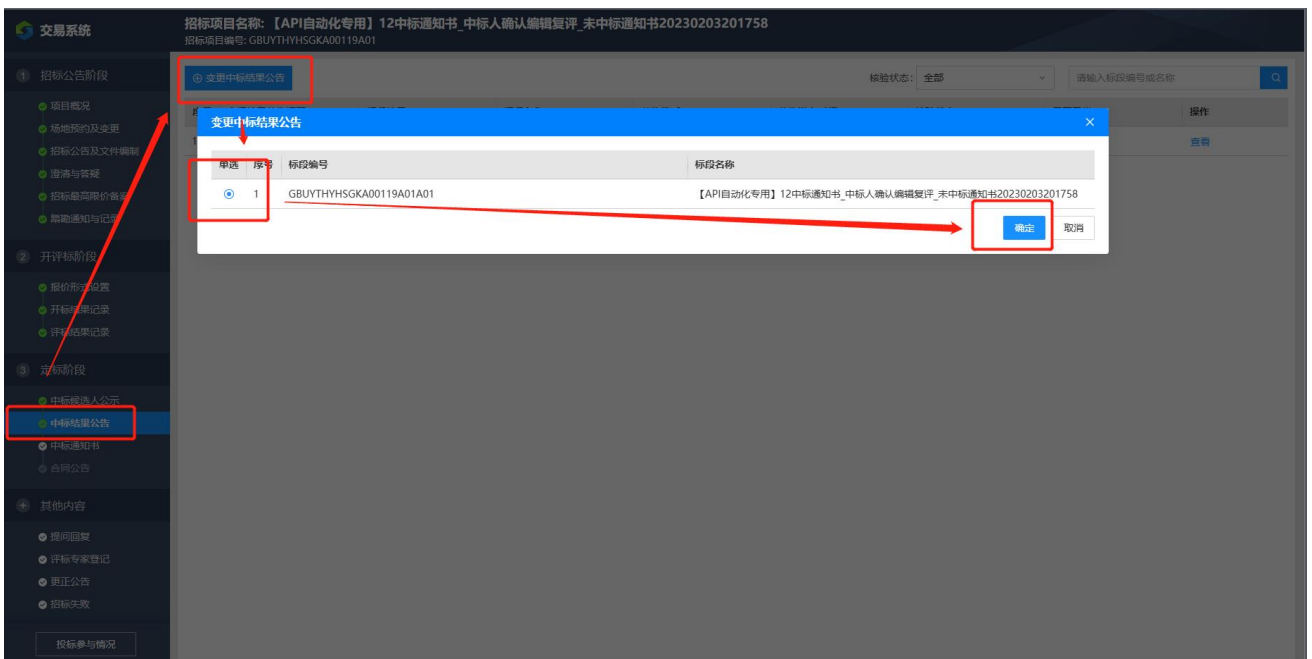 交易系统
招标项目名称: 【API自动化专用】12中标通知书_中标人确认编辑复评_未中标通知书20230203201758
招标项目编号: GBUYTHYHSGKA00119A01
1 招标公告阶段
项目概况
场地预约及变更
招标公告及文件编制
澄清与答疑
招标最高限价备案
踏勘通知与记录
2 开评标阶段
报价形式设置
开标结果记录
评标结果记录
3 定标阶段
中标候选人公示
中标结果公告
中标通知书
合同公告
其他内容
提问回复
评标专家登记
更正公告
招标失败
投标参与情况
变更中标结果公告
核验状态: 全部
请输入标段编号或名称
操作
查看
变更中标结果公告
单选 序号 标段编号 标段名称
1 GBUYTHYHSGKA00119A01A01 【API自动化专用】12中标通知书_中标人确认编辑复评_未中标通知书20230203201758
确定 取消